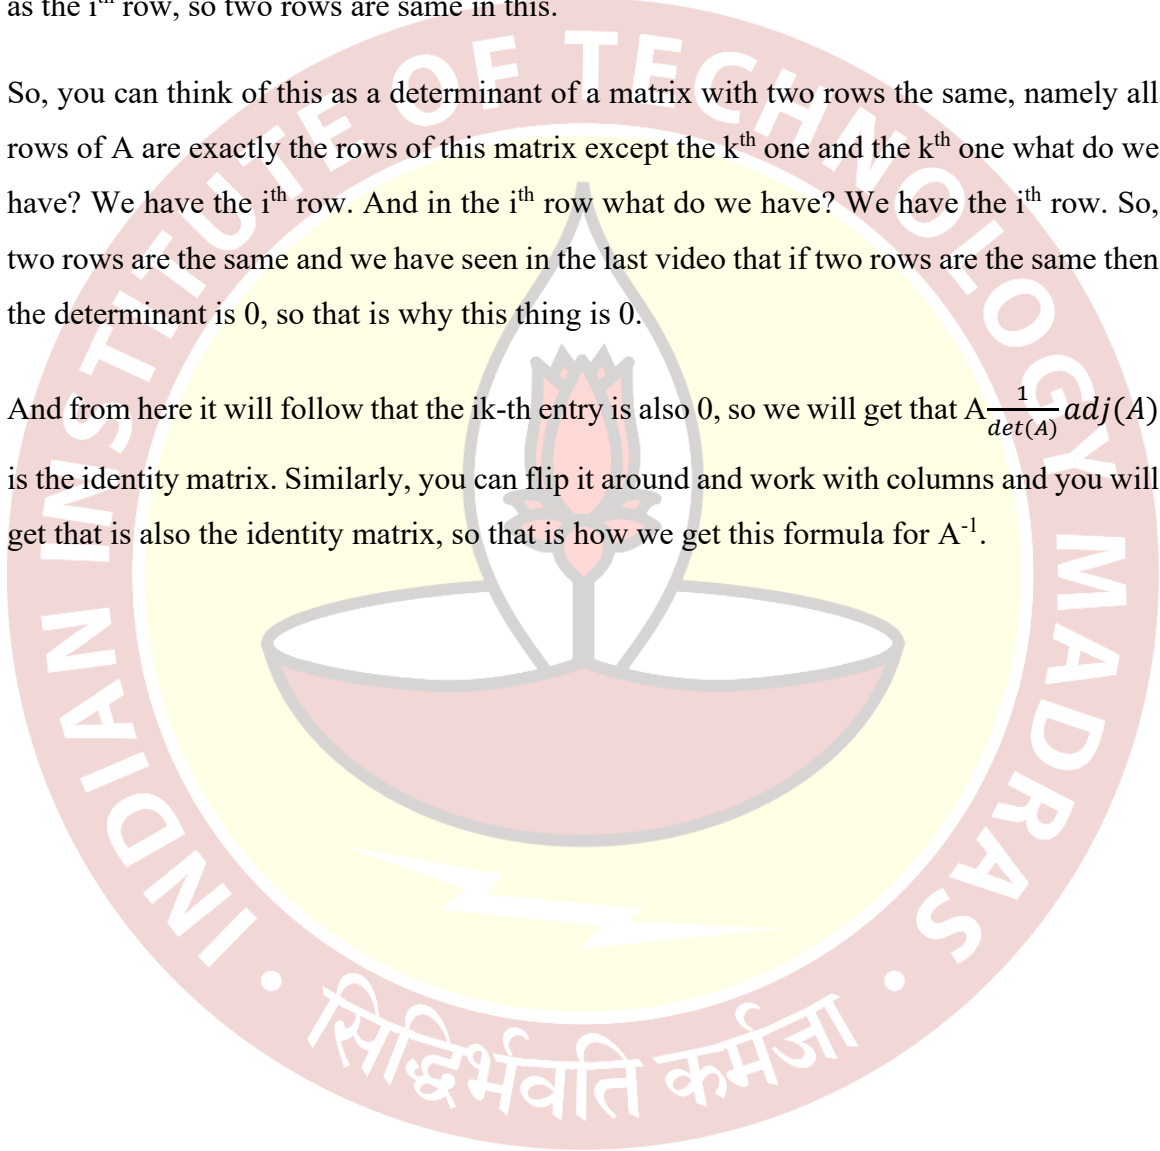 as the iᵗʰ row, so two rows are same in this.
So, you can think of this as a determinant of a matrix with two rows the same, namely all
rows of A are exactly the rows of this matrix except the kᵗʰ one and the kᵗʰ one what do we
have? We have the iᵗʰ row. And in the iᵗʰ row what do we have? We have the iᵗʰ row. So,
two rows are the same and we have seen in the last video that if two rows are the same then
the determinant is 0, so that is why this thing is 0.
And from here it will follow that the ik-th entry is also 0, so we will get that A 1/det(A) adj(A)
is the identity matrix. Similarly, you can flip it around and work with columns and you will
get that is also the identity matrix, so that is how we get this formula for A⁻¹.
INDIAN INSTITUTE OF TECHNOLOGY MADRAS
सिद्धिर्भवति कर्मजा